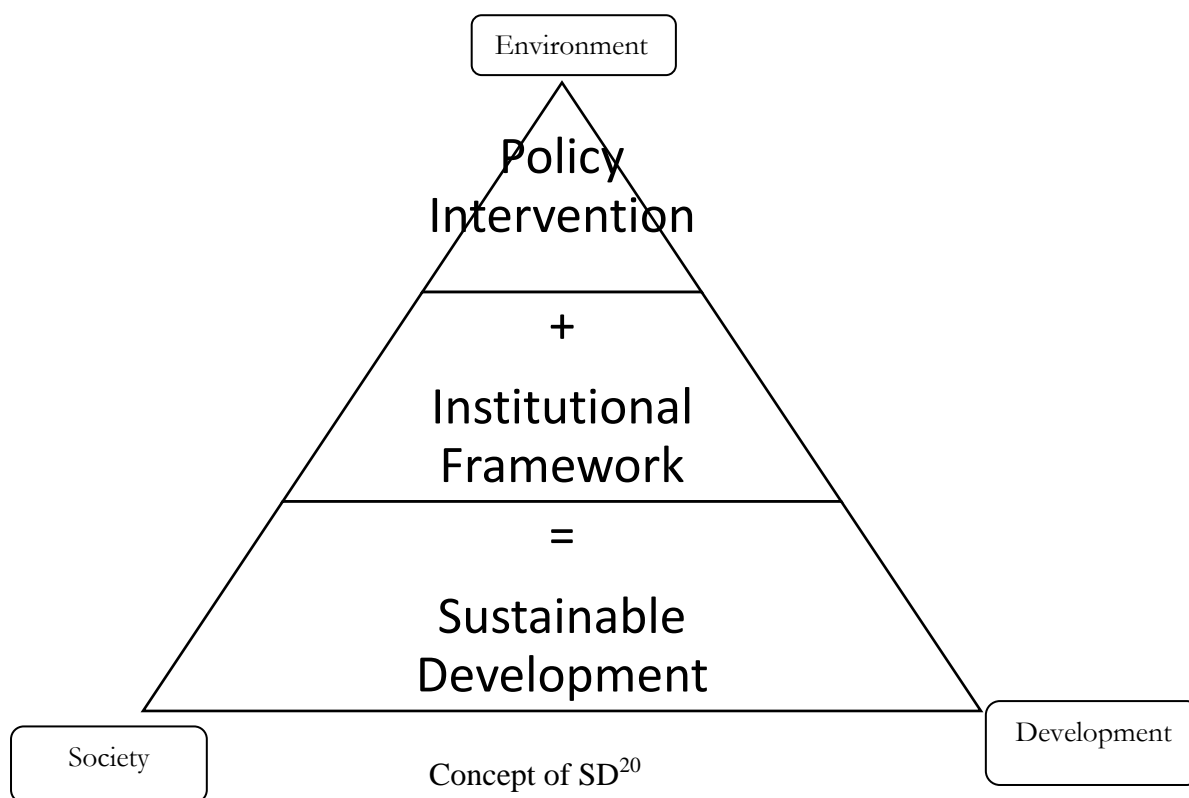 Environment
Policy
Intervention
+
Institutional
Framework
=
Sustainable
Development
Society
Development
Concept of SD20